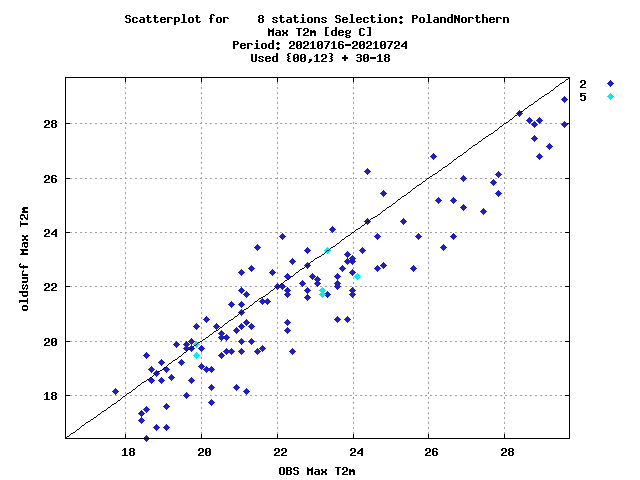 Scatterplot for    8 stations Selection: PolandNorthern
Max T2m [deg C]
Period: 20210716-20210724
Used {00,12} + 30-18
2
5
28
26
24
22
20
18
oldsurf Max T2m
18 20 22 24 26 28
OBS Max T2m